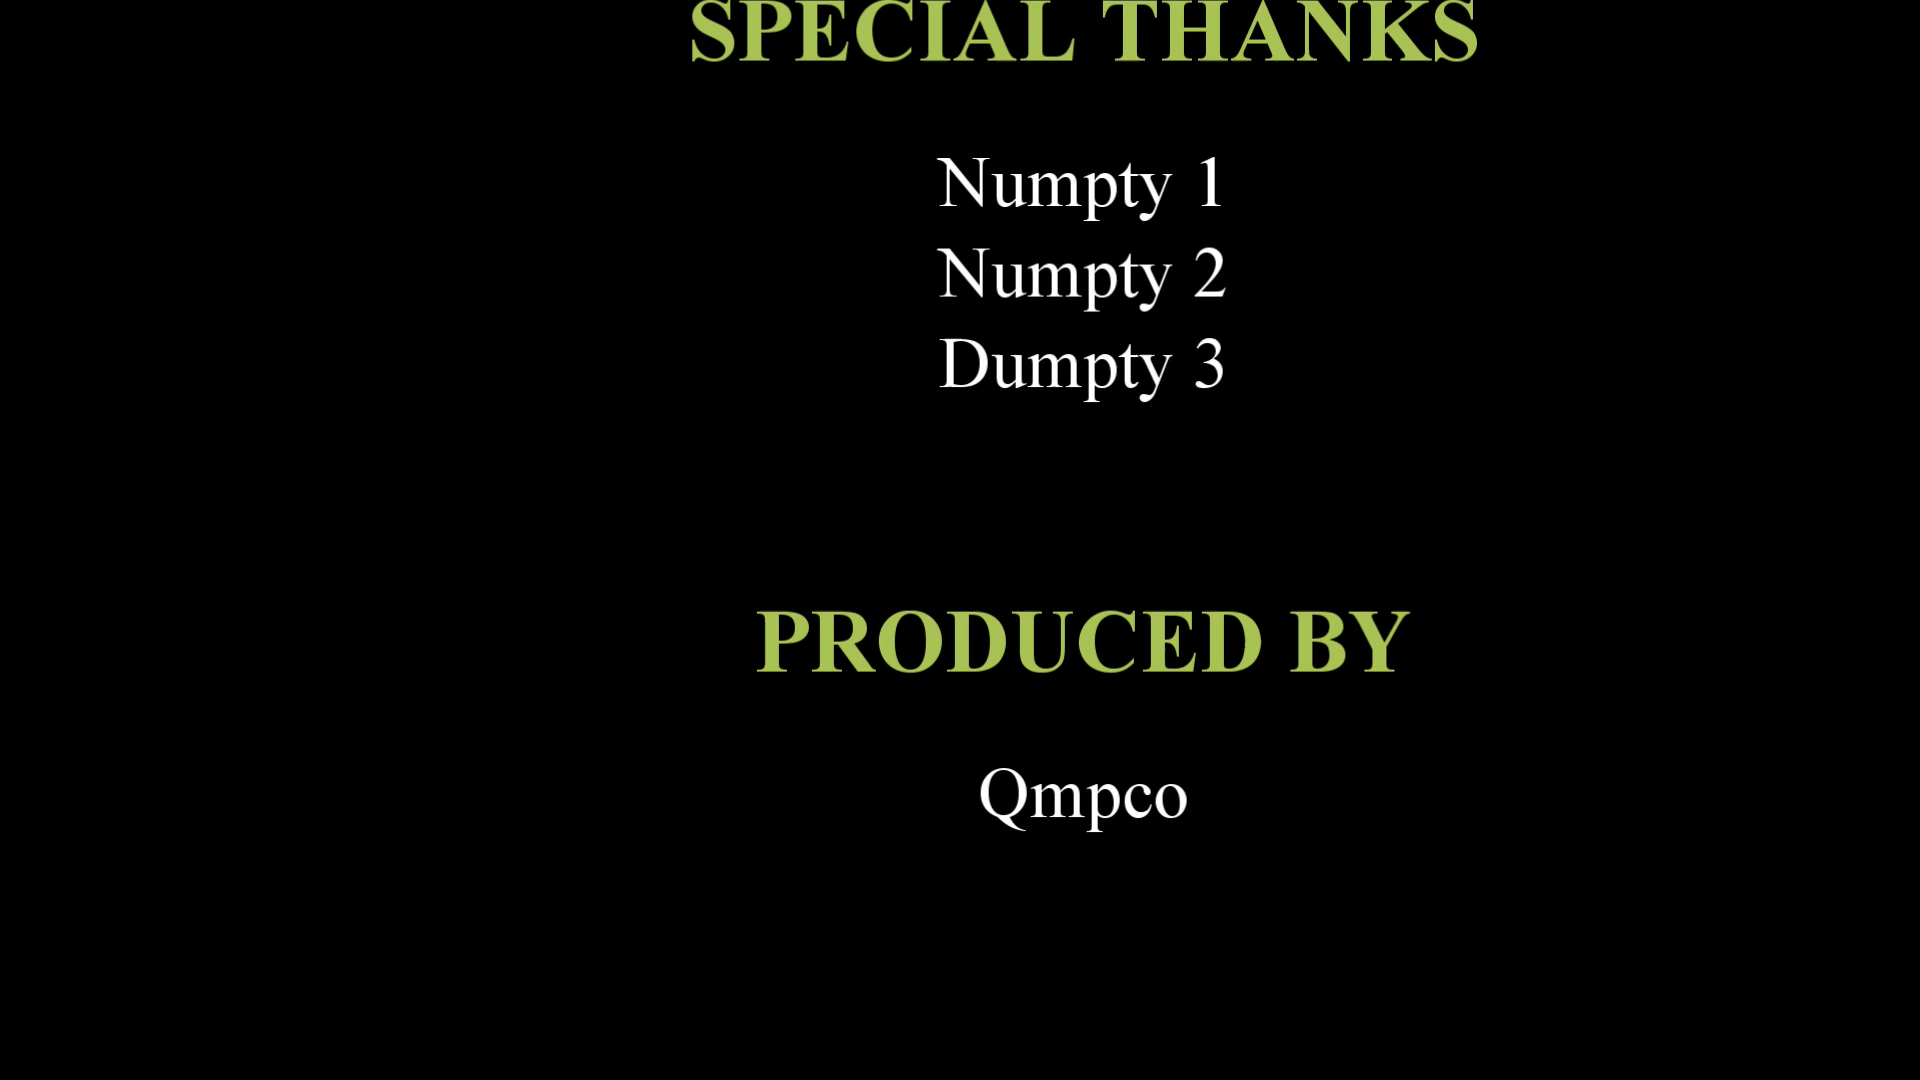 SPECIAL THANKS
Numpty 1
Numpty 2
Dumpty 3
PRODUCED BY
Qmpco